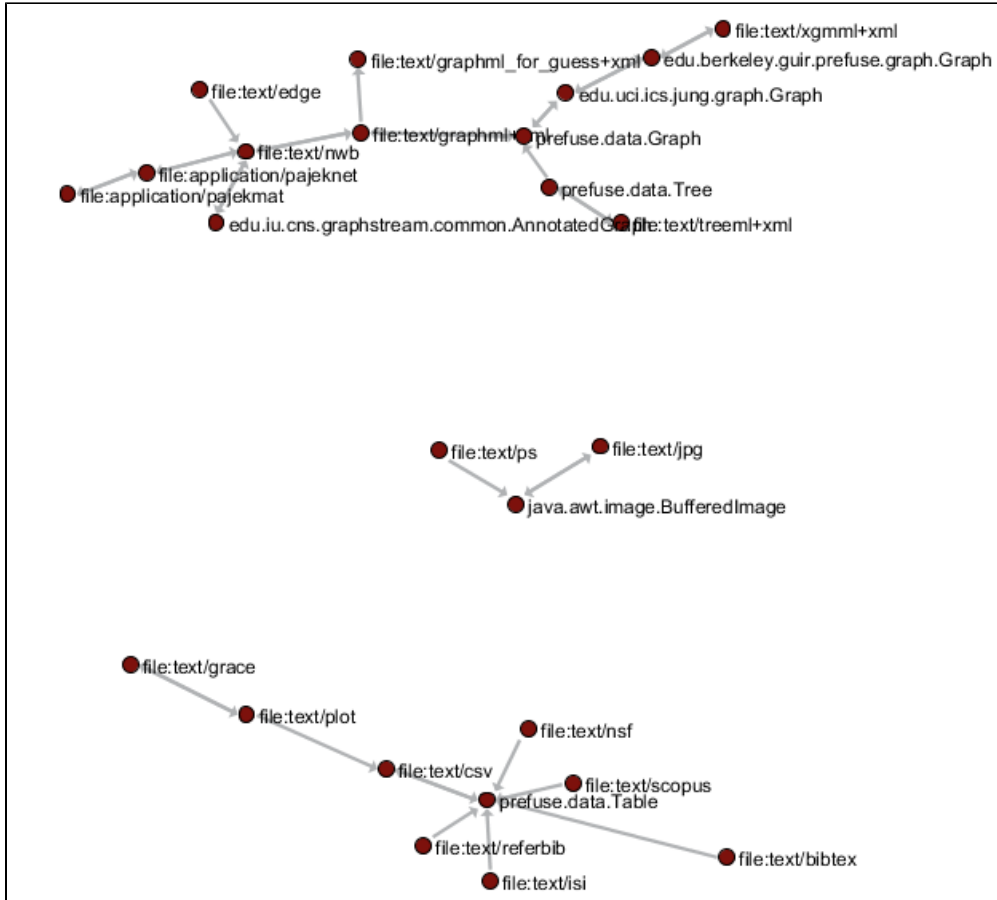 file:text/xgmml+xml
file:text/graphml_for_guess+xml
edu.berkeley.guir.prefuse.graph.Graph
file:text/edge
edu.uci.ics.jung.graph.Graph
file:text/graphml+xml
prefuse.data.Graph
file:text/nwb
file:application/pajeknet
prefuse.data.Tree
file:application/pajekmat
edu.iu.cns.graphstream.common.AnnotatedGraph
file:text/treeml+xml
file:text/ps
file:text/jpg
java.awt.image.BufferedImage
file:text/grace
file:text/plot
file:text/nsf
file:text/csv
file:text/scopus
prefuse.data.Table
file:text/referbib
file:text/bibtex
file:text/isi